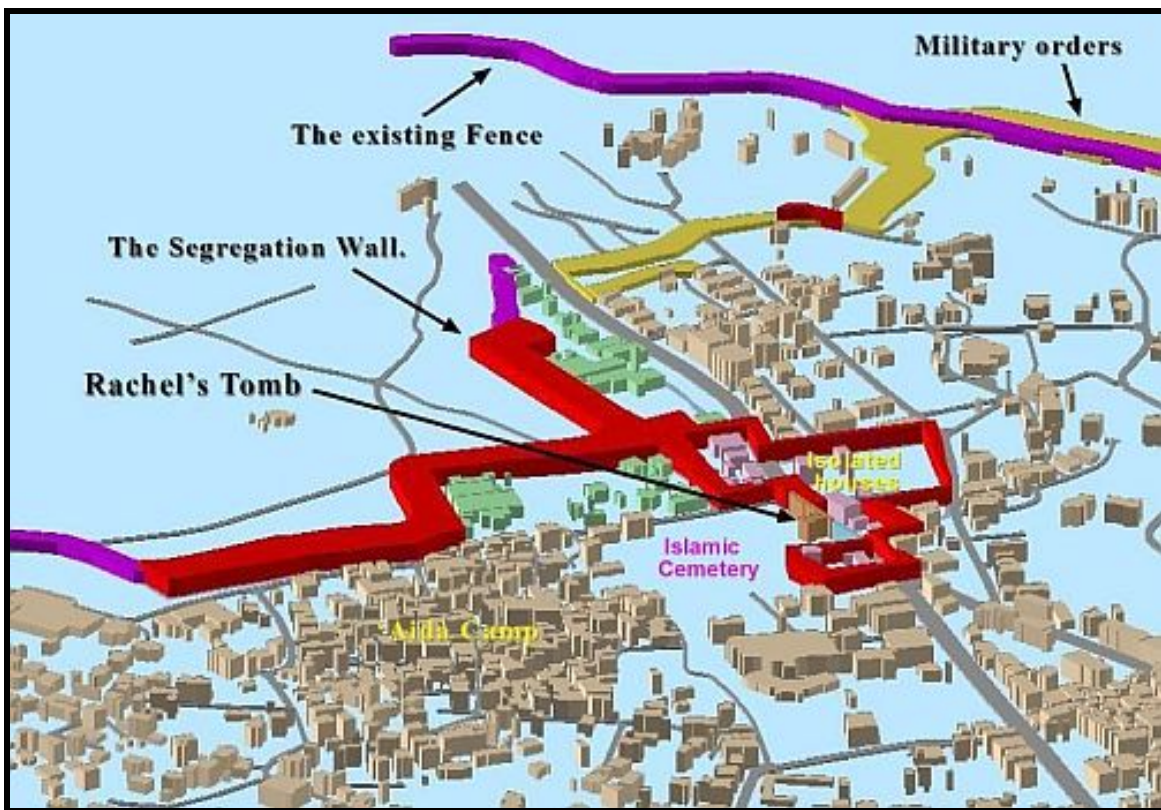 Military orders
The existing Fence
The Segregation Wall.
Rachel's Tomb
Isolated
houses
Islamic
Cemetery
'Aida Camp